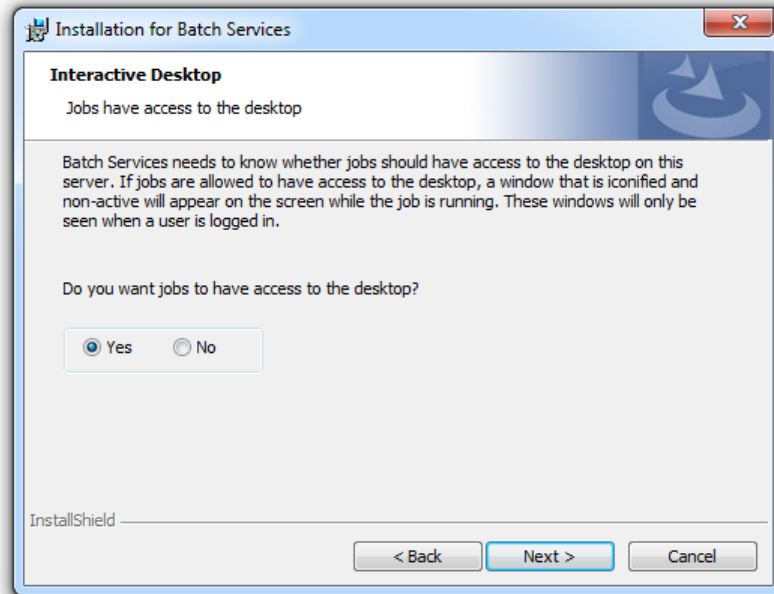 Installation for Batch Services
Interactive Desktop
Jobs have access to the desktop
Batch Services needs to know whether jobs should have access to the desktop on this
server. If jobs are allowed to have access to the desktop, a window that is iconified and
non-active will appear on the screen while the job is running. These windows will only be
seen when a user is logged in.
Do you want jobs to have access to the desktop?
Yes No
InstallShield
< Back Next > Cancel